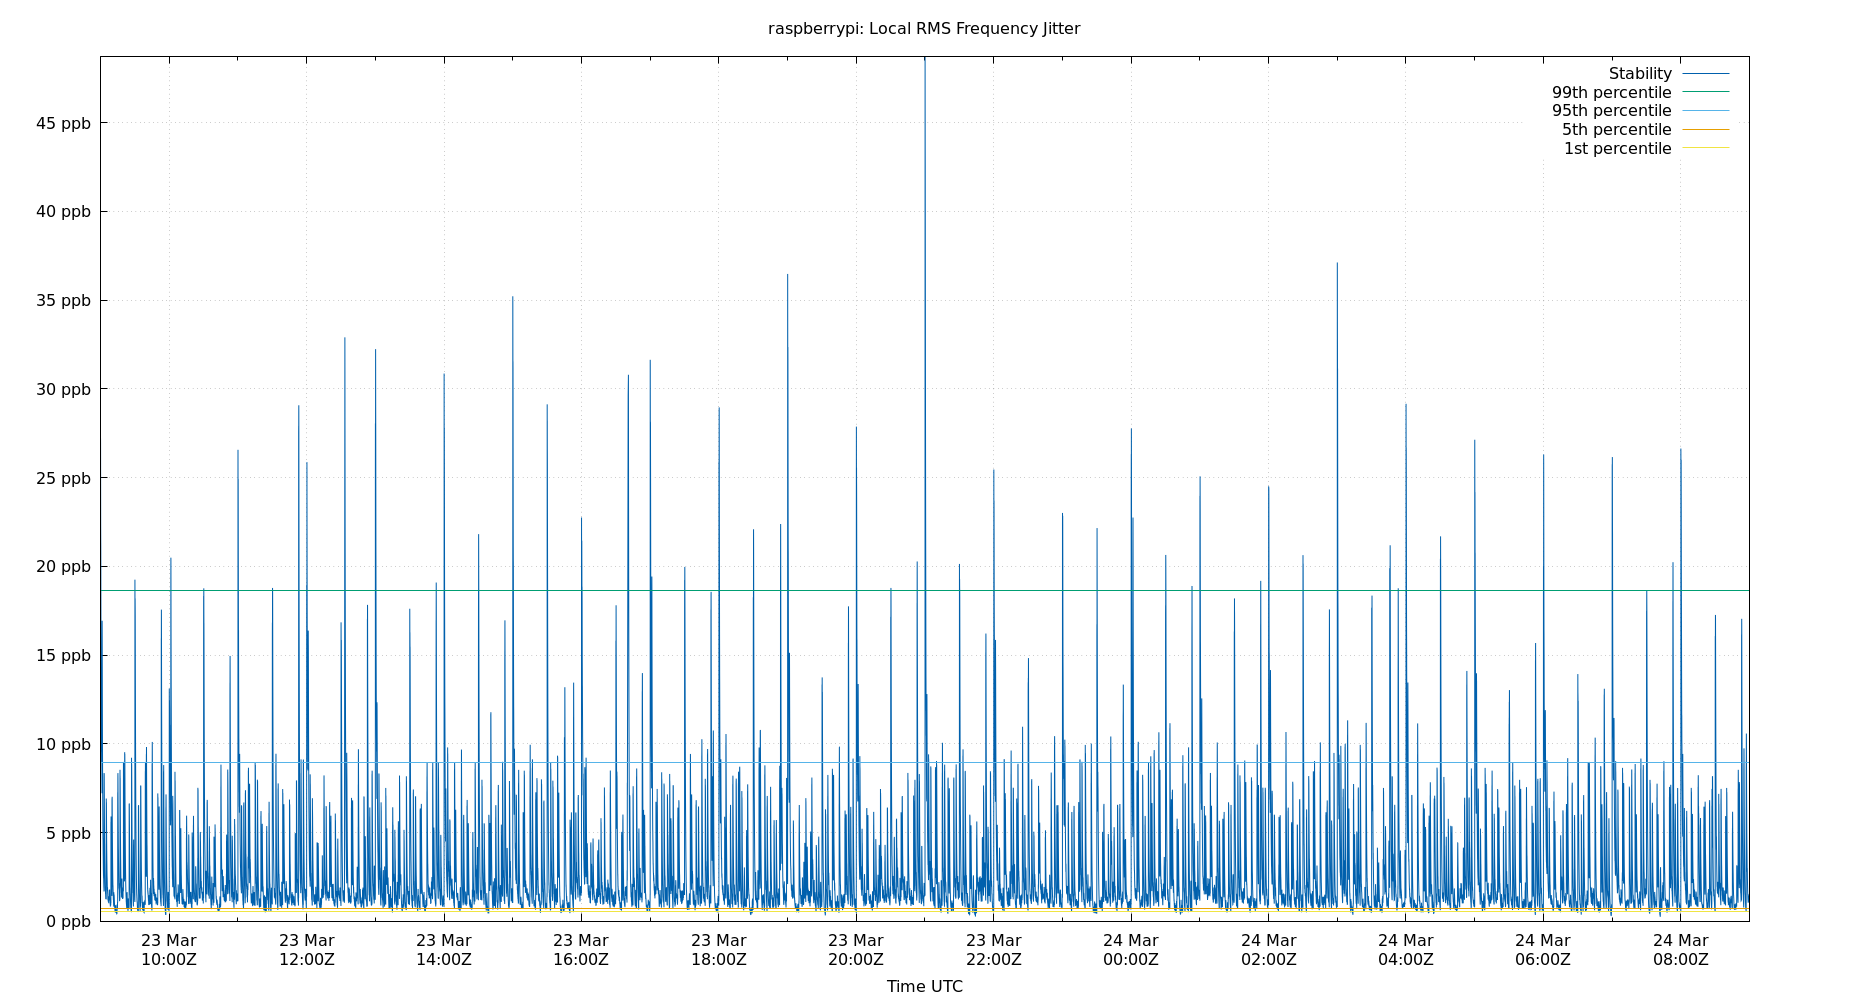 raspberrypi: Local RMS Frequency Jitter
Stability
99th percentile
95th percentile
5th percentile
1st percentile
45 ppb
40 ppb
35 ppb
30 ppb
25 ppb
20 ppb
15 ppb
10 ppb
5 ppb
0 ppb
23 Mar 23 Mar 23 Mar 23 Mar 23 Mar 23 Mar 23 Mar 24 Mar 24 Mar 24 Mar 24 Mar 24 Mar
10:00Z 12:00Z 14:00Z 16:00Z 18:00Z 20:00Z 22:00Z 00:00Z 02:00Z 04:00Z 06:00Z 08:00Z
Time UTC